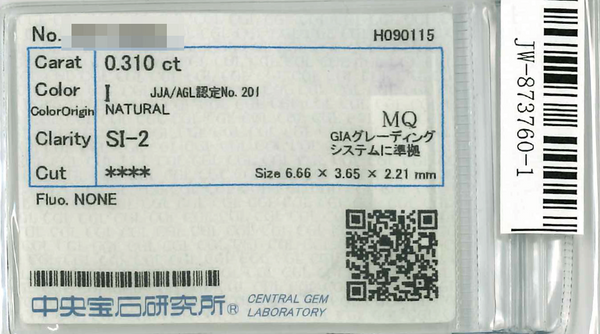 No.
H090115
Carat 0.310 ct
Color I JJA/AGL認定No. 201
ColorOrigin NATURAL
Clarity SI-2
MQ
GIAグレーディング
システムに準拠
Cut ****
Size 6.66 × 3.65 × 2.21 mm
Fluo. NONE
中央宝石研究所® CENTRAL GEM
LABORATORY
JW-873760-1